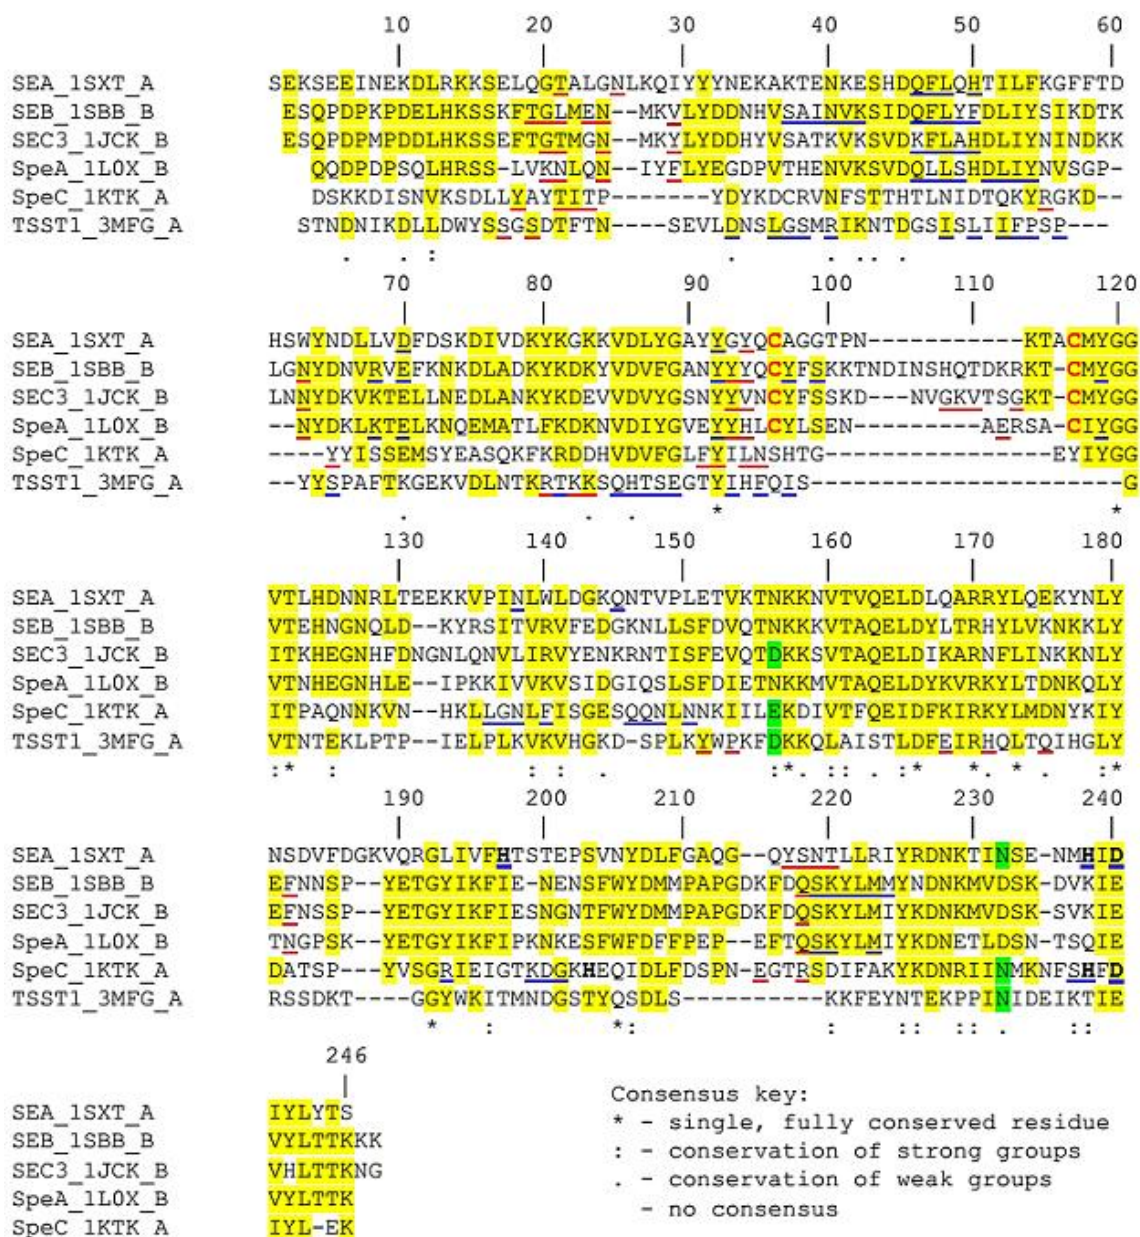 10 20 30 40 50 60
SEA_1SXT_A SEKSEEINEKDLRKKSELQGTALGNLKQIYYYNEKAKTENKESHDQFLQHTILFKGFFTD
SEB_1SBB_B ESQPDPKPDELHKSSKFTGLMEN--MKVLYDDNHVSAINVKSIDQFLYFDLIYSIKDTK
SEC3_1JCK_B ESQPDPMPDDLHKSSEFTGTMGN--MKYLYDDHYVSATKVKSVDKFLAHDLIYNINDKK
SpeA_1L0X_B QQDPDPSQLHRSS-LVKNLQN--IYFLYEGDPVTHENVKSVDQLLSHDLIYNVSGP-
SpeC_1KTK_A DSKKDISNVKSDLLYAYTITP-------YDYKDCRVNFSTTHTLNIDTQKYRGKD--
TSST1_3MFG_A STNDNIKDLLDWYSSGSDTFTN----SEVLDNSLGSMRIKNTDGSISLIIFPSP---
. . : . . . . .
70 80 90 100 110 120
SEA_1SXT_A HSWYNDLLVDFDSKDIVDKYKGKKVDLYGAYYGYQCAGGTPN-----------KTACMYGG
SEB_1SBB_B LGNYDNVRVEFKNKDLADKYKDKYVDVFGANYYYQCYFSKKTNDINSHQTDKRKT-CMYGG
SEC3_1JCK_B LNNYDKVKTELLNEDLANKYKDEVVDVYGSNYYVNCYFSSKD----NVGKVTSGKT-CMYGG
SpeA_1L0X_B -NYDKLKTELKNQEMATLFKDKNVDIYGVEYYHLCYLSEN------AERSA-CIYGG
SpeC_1KTK_A --YYISSEMSYEASQKFKRDDHVDVFGLFYILNSHTG------------EYIYGG
TSST1_3MFG_A --YYSPAFTKGEKVDLNTKRTKKSQHTSEGTYIHFQIS----------------------G
. . . * *
130 140 150 160 170 180
SEA_1SXT_A VTLHDNNRLTEEKKVPINLWLDGKQNTVPLETVKTNKKNVTVQELDLQARRYLQEKYNLY
SEB_1SBB_B VTEHNGNQLD--KYRSITVRVFEDGKNLLSFDVQTNKKKVTAQELDYLTRHYLVKNKKLY
SEC3_1JCK_B ITKHEGNHFDNGNLQNVLIRVYENKRNTISFEVQTDKKSVTAQELDIKARNFLINKKNLY
SpeA_1L0X_B VTNHEGNHLE--IPKKIVVKVSIDGIQSLSFDIETNKKMVTAQELDYKVRKYLTDNKQLY
SpeC_1KTK_A ITPAQNNKVN--HKLLGNLFISGESQQNLNNKIILEKDIVTFQEIDFKIRKYLMDNYKIY
TSST1_3MFG_A VTNTEKLPTP--IELPLKVKVHGKD-SPLKYWPKFDKKQLAISTLDFEIRHQLTQIHGLY
:* : : : . :*. :: . :* *. * . :*
190 200 210 220 230 240
SEA_1SXT_A NSDVFDGKVQRGLIVFHTSTEPSVNYDLFGAQG--QYSNTLLRIYRDNKTINSE-NMHID
SEB_1SBB_B EFNNSP--YETGYIKFIE-NENSFWYDMMPAPGDKFDQSKYLMMYNDNKMVDSK-DVKIE
SEC3_1JCK_B EFNSSP--YETGYIKFIESNGNTFWYDMMPAPGDKFDQSKYLMIYKDNKMVDSK-SVKIE
SpeA_1L0X_B TNGPSK--YETGYIKFIPKNKESFWFDFFPEP--EFTQSKYLMIYKDNETLDSN-TSQIE
SpeC_1KTK_A DATSP---YVSGRIEIGTKDGKHEQIDLFDSPN-EGTRSDIFAKYKDNRIINMKNFSHFD
TSST1_3MFG_A RSSDKT----GGYWKITMNDGSTYQSDLS----------KKFEYNTEKPPINIDEIKTIE
* : *: : :: :: . ::
246
SEA_1SXT_A IYLYTS
SEB_1SBB_B VYLTTKKK
SEC3_1JCK_B VHLTTKNG
SpeA_1L0X_B VYLTTK
SpeC_1KTK_A IYL-EK
Consensus key:
* - single, fully conserved residue
: - conservation of strong groups
. - conservation of weak groups
- no consensus